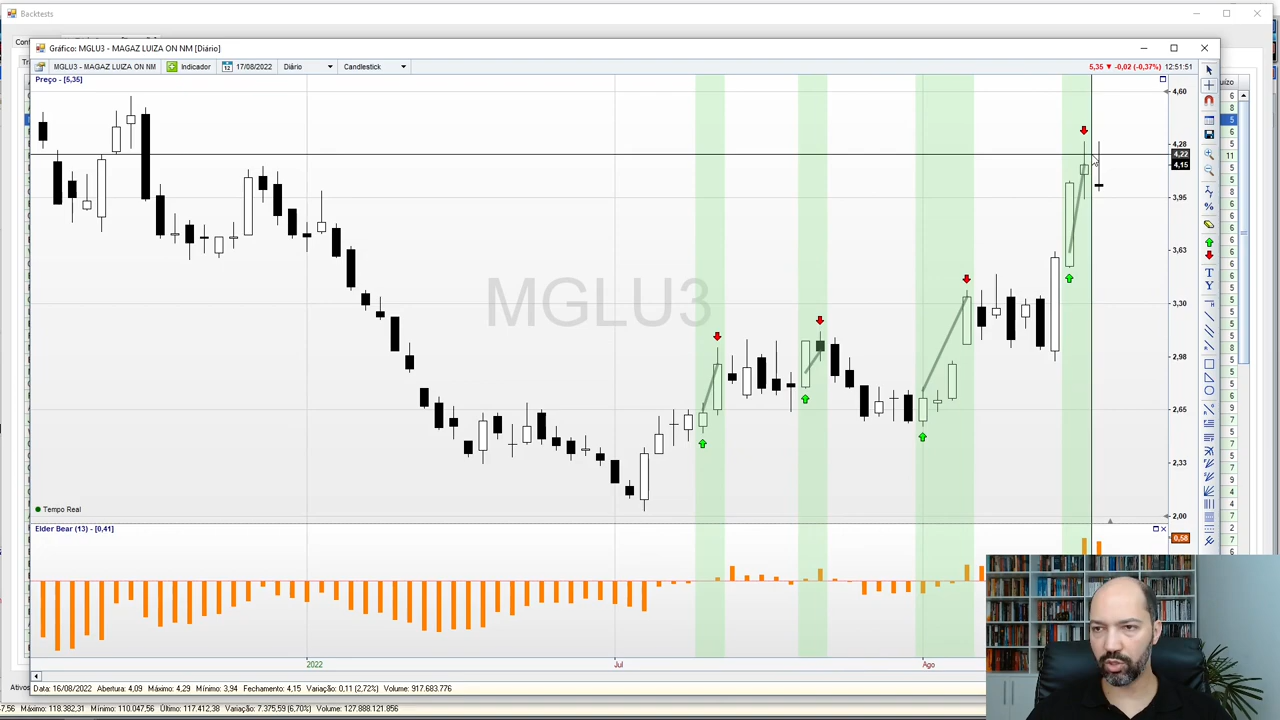 Backtests
Gráfico: MGLU3 - MAGAZ LUIZA ON NM [Diário]
MGLU3 - MAGAZ LUIZA ON NM
Indicador
12
17/08/2022
Diário
Candlestick
5,35 ▼ -0,02 (-0,37%)
12:51:51
Preço - [5,35]
4,60
4,28
4,22
4,15
3,95
3,63
3,30
2,98
2,65
2,33
2,00
MGLU3
Tempo Real
Elder Bear (13) - [0,41]
0,58
2022
Jul
Ago
Data: 16/08/2022 Abertura: 4,09 Máximo: 4,29 Mínimo: 3,94 Fechamento: 4,15 Variação: 0,11 (2,72%) Volume: 917.683.776
Ativos
7,56 Máximo: 118.382,31 Mínimo: 110.047,56 Último: 117.412,38 Variação: 7.375,59 (6,70%) Volume: 127.888.121.856